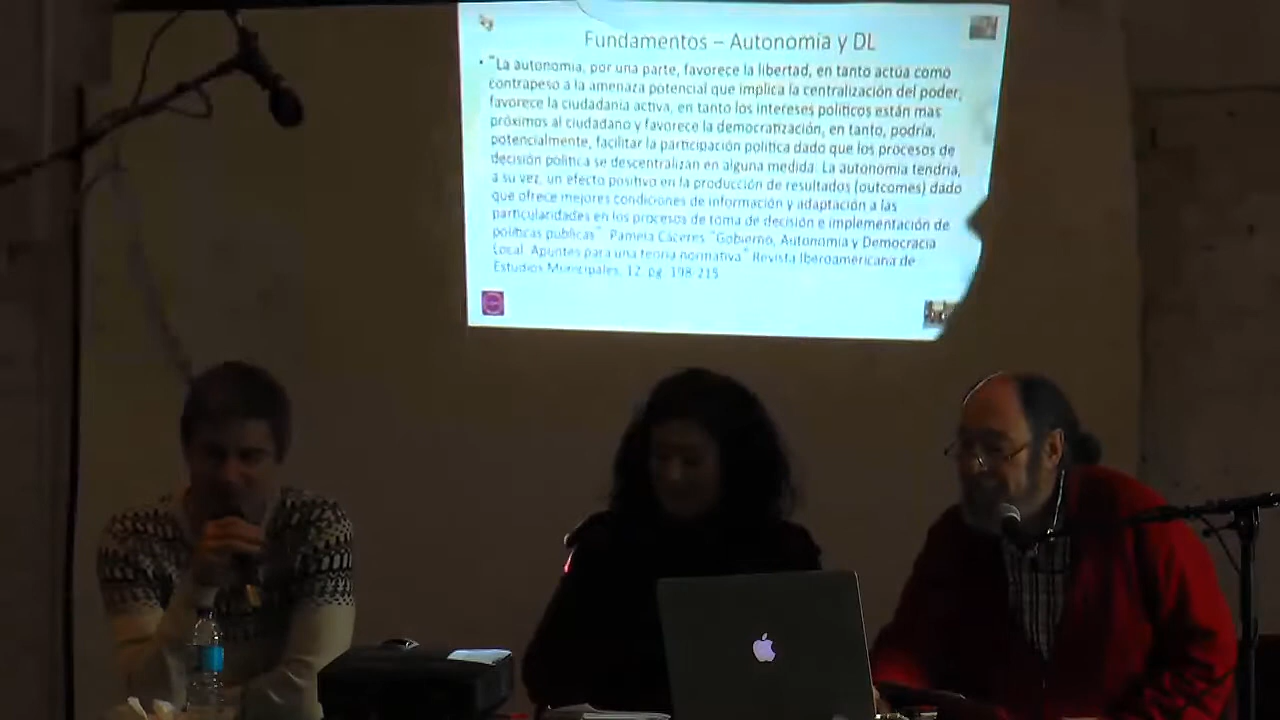 Fundamentos – Autonomía y DL
• "La autonomía, por una parte, favorece la libertad, en tanto actúa como
contrapeso a la amenaza potencial que implica la centralización del poder,
favorece la ciudadanía activa, en tanto los intereses políticos están mas
próximos al ciudadano y favorece la democratización, en tanto, podría,
potencialmente, facilitar la participación política dado que los procesos de
decisión política se descentralizan en alguna medida. La autonomía tendría,
a su vez, un efecto positivo en la producción de resultados (outcomes) dado
que ofrece mejores condiciones de información y adaptación a las
particularidades en los procesos de toma de decisión e implementación de
políticas públicas". Pamela Cáceres "Gobierno, Autonomía y Democracia
Local. Apuntes para una teoría normativa" Revista Iberoamericana de
Estudios Municipales, 12. pg. 198-215